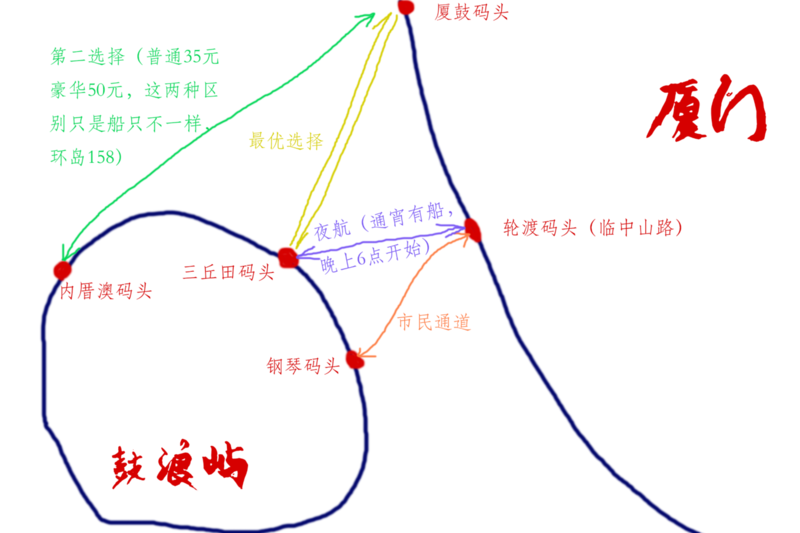 厦鼓码头
第二选择（普通35元
豪华50元，这两种区
别只是船只不一样，
环岛158）
厦门
最优选择
夜航（通宵有船，
晚上6点开始）
轮渡码头（临中山路）
三丘田码头
内厝澳码头
市民通道
钢琴码头
鼓浪屿